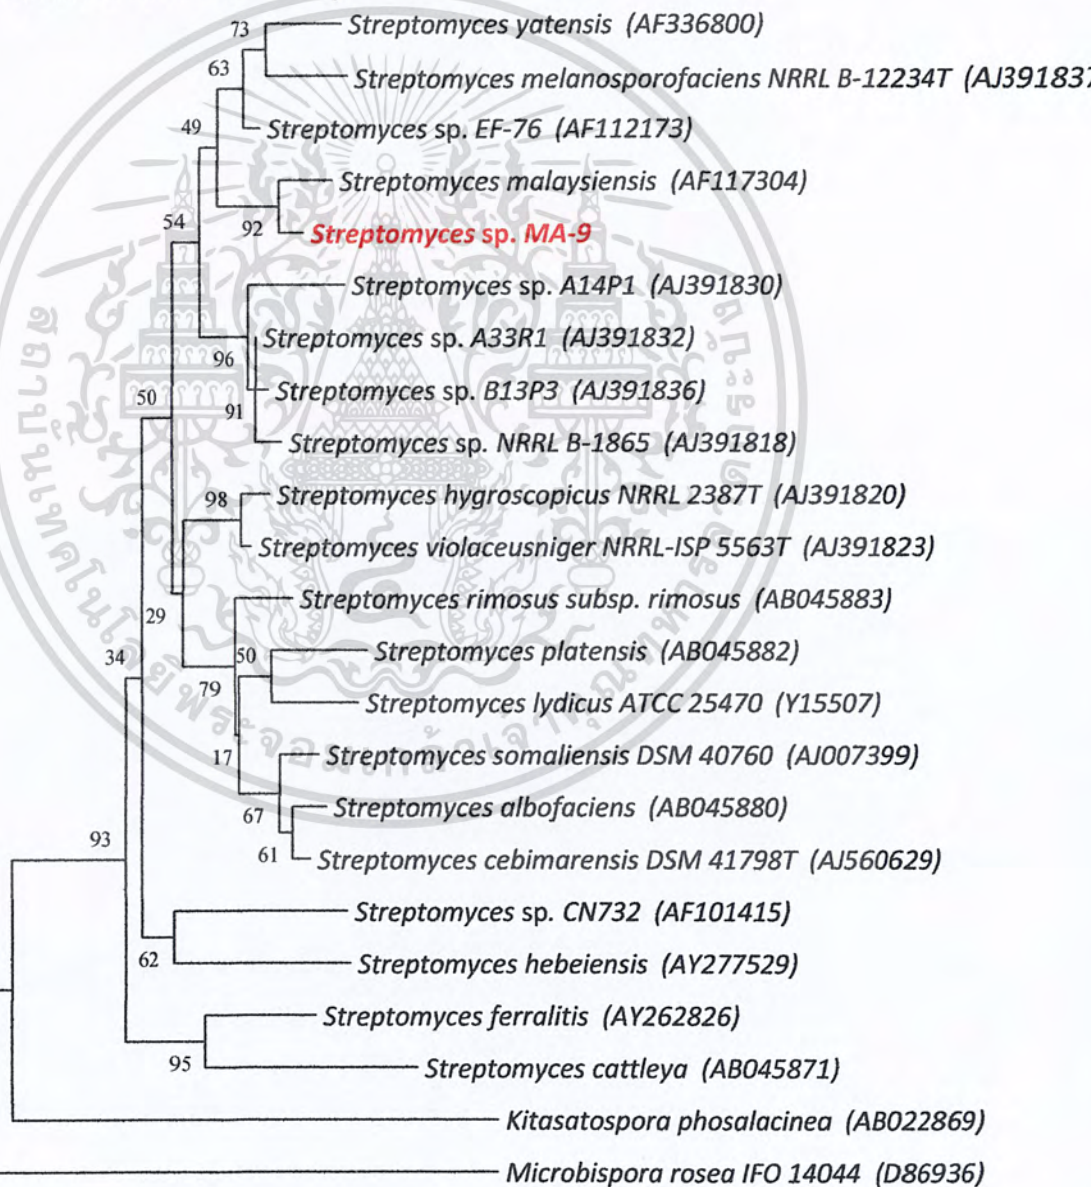 73
Streptomyces yatensis (AF336800)
63
Streptomyces melanosporofaciens NRRL B-12234T (AJ391837
49
Streptomyces sp. EF-76 (AF112173)
Streptomyces malaysiensis (AF117304)
54
92
Streptomyces sp. MA-9
Streptomyces sp. A14P1 (AJ391830)
Streptomyces sp. A33R1 (AJ391832)
96
Streptomyces sp. B13P3 (AJ391836)
50
91
Streptomyces sp. NRRL B-1865 (AJ391818)
98
Streptomyces hygroscopicus NRRL 2387T (AJ391820)
Streptomyces violaceusniger NRRL-ISP 5563T (AJ391823)
Streptomyces rimosus subsp. rimosus (AB045883)
29
34
50
Streptomyces platensis (AB045882)
79
Streptomyces lydicus ATCC 25470 (Y15507)
17
Streptomyces somaliensis DSM 40760 (AJ007399)
Streptomyces albofaciens (AB045880)
67
93
61
Streptomyces cebimarensis DSM 41798T (AJ560629)
Streptomyces sp. CN732 (AF101415)
62
Streptomyces hebeiensis (AY277529)
Streptomyces ferralitis (AY262826)
95
Streptomyces cattleya (AB045871)
Kitasatospora phosalacinea (AB022869)
Microbispora rosea IFO 14044 (D86936)